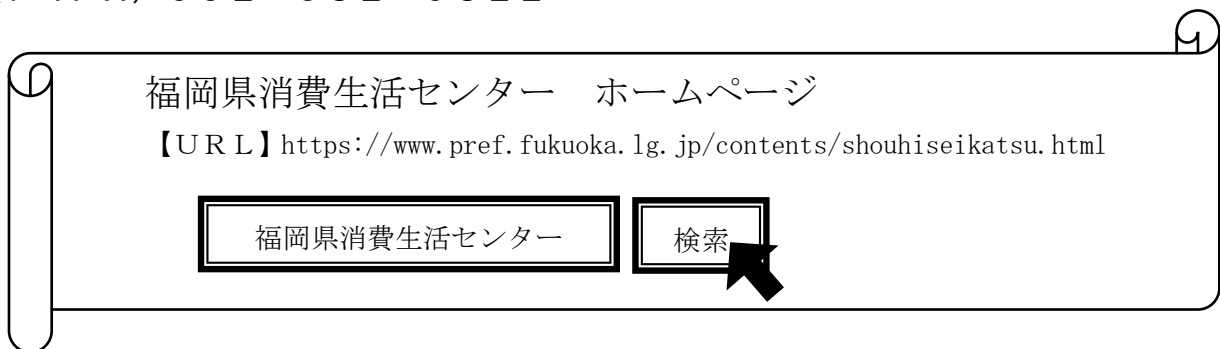 福岡県消費生活センター　ホームページ
【ＵＲＬ】https://www.pref.fukuoka.lg.jp/contents/shouhiseikatsu.html
福岡県消費生活センター　検索